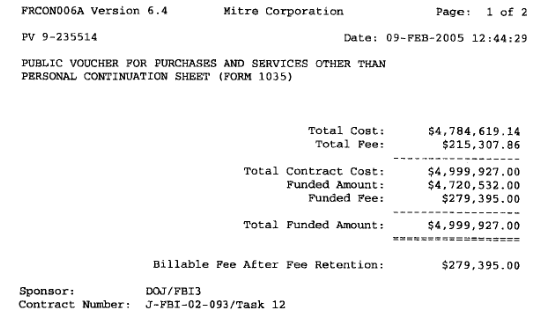 FRCON006A Version 6.4 Mitre Corporation Page: 1 of 2
PV 9-235514 Date: 09-FEB-2005 12:44:29
PUBLIC VOUCHER FOR PURCHASES AND SERVICES OTHER THAN
PERSONAL CONTINUATION SHEET (FORM 1035)
Total Cost: $4,784,619.14
Total Fee: $215,307.86
------------------
Total Contract Cost: $4,999,927.00
Funded Amount: $4,720,532.00
Funded Fee: $279,395.00
------------------
Total Funded Amount: $4,999,927.00
==================
Billable Fee After Fee Retention: $279,395.00
Sponsor: DOJ/FBI3
Contract Number: J-FBI-02-093/Task 12